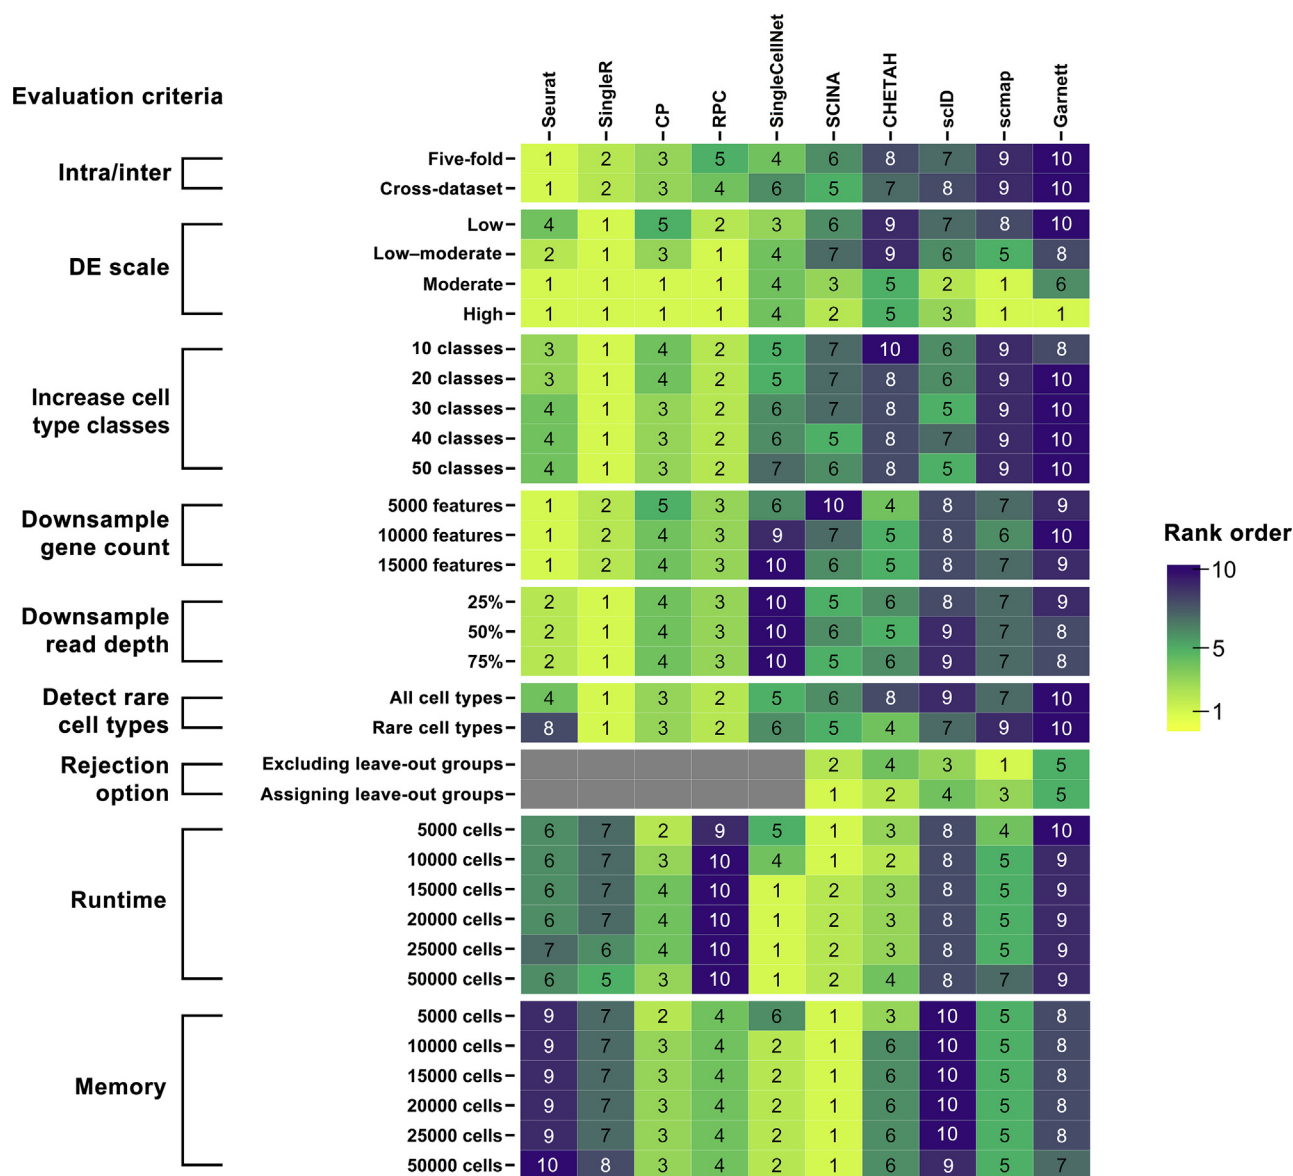 Evaluation criteria
Seurat SingleR CP RPC SingleCellNet SCINA CHETAH scID scmap Garnett
Intra/inter
Five-fold 1 2 3 5 4 6 8 7 9 10
Cross-dataset 1 2 3 4 6 5 7 8 9 10
DE scale
Low 4 1 5 2 3 6 9 7 8 10
Low–moderate 2 1 3 1 4 7 9 6 5 8
Moderate 1 1 1 1 4 3 5 2 1 6
High 1 1 1 1 4 2 5 3 1 1
Increase cell
type classes
10 classes 3 1 4 2 5 7 10 6 9 8
20 classes 3 1 4 2 5 7 8 6 9 10
30 classes 4 1 3 2 6 7 8 5 9 10
40 classes 4 1 3 2 6 5 8 7 9 10
50 classes 4 1 3 2 7 6 8 5 9 10
Downsample
gene count
5000 features 1 2 5 3 6 10 4 8 7 9
10000 features 1 2 4 3 9 7 5 8 6 10
15000 features 1 2 4 3 10 6 5 8 7 9
Downsample
read depth
25% 2 1 4 3 10 5 6 8 7 9
50% 2 1 4 3 10 6 5 9 7 8
75% 2 1 4 3 10 5 6 9 7 8
Detect rare
cell types
All cell types 4 1 3 2 5 6 8 9 7 10
Rare cell types 8 1 3 2 6 5 4 7 9 10
Rejection
option
Excluding leave-out groups 2 4 3 1 5
Assigning leave-out groups 1 2 4 3 5
Runtime
5000 cells 6 7 2 9 5 1 3 8 4 10
10000 cells 6 7 3 10 4 1 2 8 5 9
15000 cells 6 7 4 10 1 2 3 8 5 9
20000 cells 6 7 4 10 1 2 3 8 5 9
25000 cells 7 6 4 10 1 2 3 8 5 9
50000 cells 6 5 3 10 1 2 4 8 7 9
Memory
5000 cells 9 7 2 4 6 1 3 10 5 8
10000 cells 9 7 3 4 2 1 6 10 5 8
15000 cells 9 7 3 4 2 1 6 10 5 8
20000 cells 9 7 3 4 2 1 6 10 5 8
25000 cells 9 7 3 4 2 1 6 10 5 8
50000 cells 10 8 3 4 2 1 6 9 5 7
Rank order
10
5
1